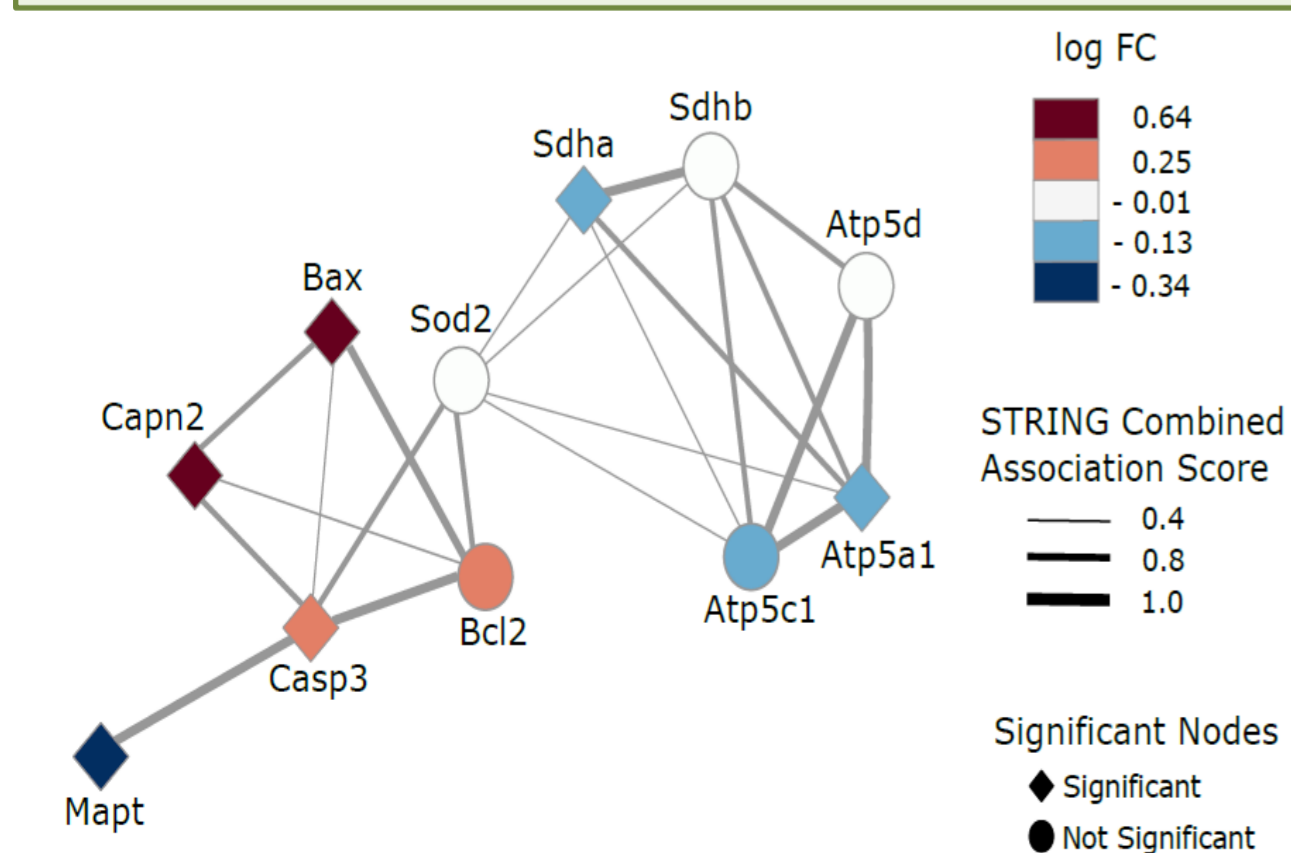 log FC
0.64
0.25
- 0.01
- 0.13
- 0.34
Sdhb
Sdha
Atp5d
Bax
Sod2
Capn2
Atp5a1
Atp5c1
Bcl2
Casp3
Mapt
STRING Combined
Association Score
0.4
0.8
1.0
Significant Nodes
Significant
Not Significant